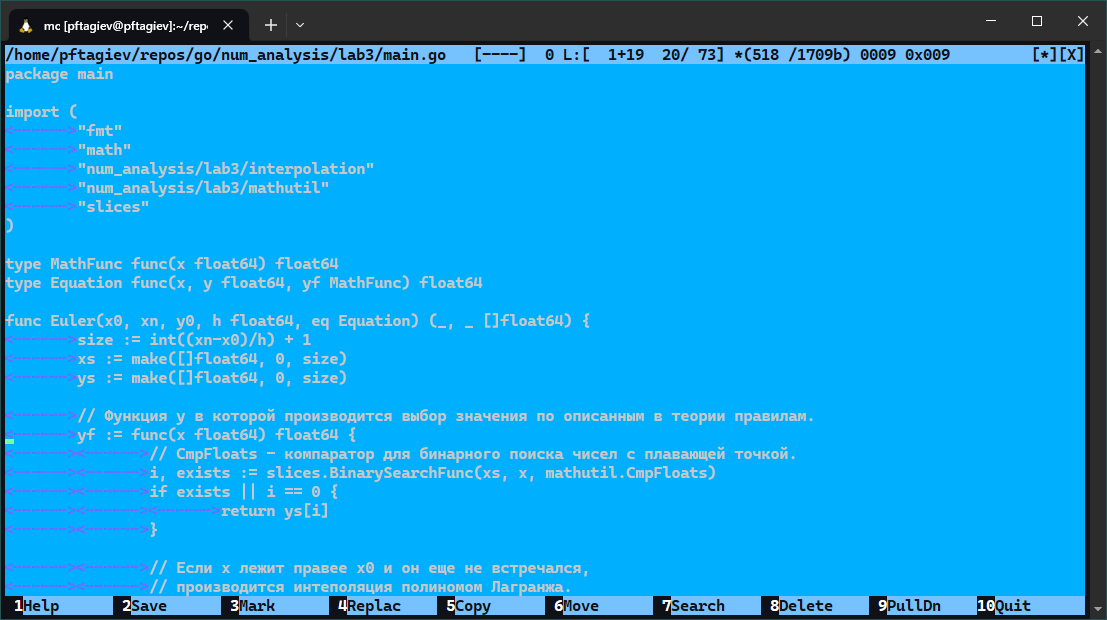 mc [pftagiev@pftagiev]:~/repo
/home/pftagiev/repos/go/num_analysis/lab3/main.go   [----]  0 L:[  1+19  20/ 73] *(518 /1709b) 0009 0x009         [*][X]
package main
import (
<------>"fmt"
<------>"math"
<------>"num_analysis/lab3/interpolation"
<------>"num_analysis/lab3/mathutil"
<------>"slices"
)
type MathFunc func(x float64) float64
type Equation func(x, y float64, yf MathFunc) float64
func Euler(x0, xn, y0, h float64, eq Equation) (_, _ []float64) {
<------>size := int((xn-x0)/h) + 1
<------>xs := make([]float64, 0, size)
<------>ys := make([]float64, 0, size)
<------>// Функция y в которой производится выбор значения по описанным в теории правилам.
<------>yf := func(x float64) float64 {
<------><------>// CmpFloats - компаратор для бинарного поиска чисел с плавающей точкой.
<------><------>i, exists := slices.BinarySearchFunc(xs, x, mathutil.CmpFloats)
<------><------>if exists || i == 0 {
<------><------><------>return ys[i]
<------><------>}
<------><------>// Если x лежит правее x0 и он еще не встречался,
<------><------>// производится интеполяция полиномом Лагранжа.
1Help 2Save 3Mark 4Replac 5Copy 6Move 7Search 8Delete 9PullDn 10Quit